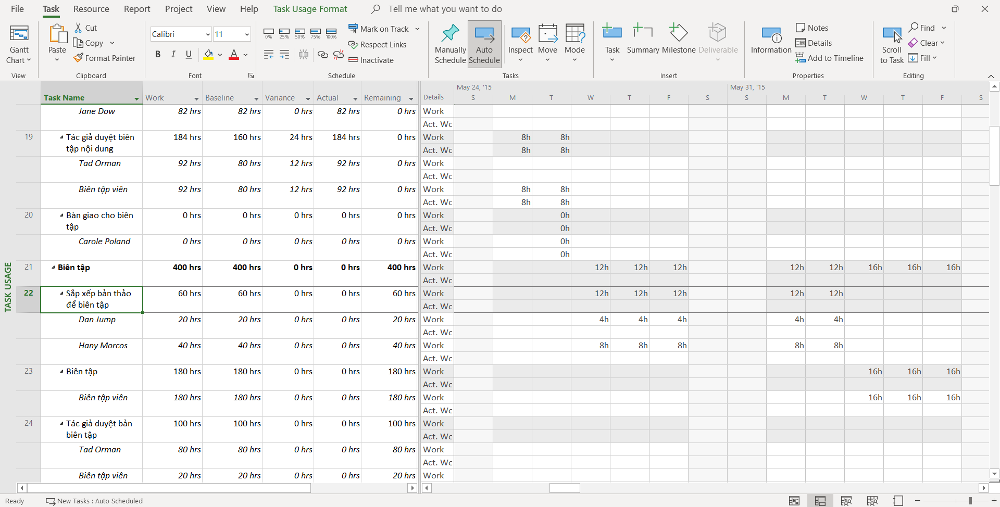 File Task Resource Report Project View Help Task Usage Format Tell me what you want to do
Gantt Chart
View
Paste
Cut
Copy
Format Painter
Clipboard
Calibri 11
B I U A
Font
0% 25% 50% 75% 100%
Mark on Track
Respect Links
Inactivate
Schedule
Manually Schedule
Auto Schedule
Inspect
Move
Mode
Tasks
Task
Summary
Milestone
Deliverable
Insert
Information
Notes
Details
Add to Timeline
Properties
Scroll to Task
Find
Clear
Fill
Editing
May 24, '15 May 31, '15
Task Name Work Baseline Variance Actual Remaining Details S M T W T F S S M T W T F S
Jane Dow 82 hrs 82 hrs 0 hrs 82 hrs 0 hrs Work
Act. Wc
19 Tác giả duyệt biên 184 hrs 160 hrs 24 hrs 184 hrs 0 hrs Work 8h 8h
tập nội dung Act. Wc 8h 8h
Tad Orman 92 hrs 80 hrs 12 hrs 92 hrs 0 hrs Work
Act. Wc
Biên tập viên 92 hrs 80 hrs 12 hrs 92 hrs 0 hrs Work 8h 8h
Act. Wc 8h 8h
20 Bàn giao cho biên 0 hrs 0 hrs 0 hrs 0 hrs 0 hrs Work 0h
tập Act. Wc 0h
Carole Poland 0 hrs 0 hrs 0 hrs 0 hrs 0 hrs Work 0h
Act. Wc 0h
21 Biên tập 400 hrs 400 hrs 0 hrs 0 hrs 400 hrs Work 12h 12h 12h 12h 12h 16h 16h 16h
Act. Wc
22 Sắp xếp bản thảo 60 hrs 60 hrs 0 hrs 0 hrs 60 hrs Work 12h 12h 12h 12h 12h
để biên tập Act. Wc
Dan Jump 20 hrs 20 hrs 0 hrs 0 hrs 20 hrs Work 4h 4h 4h 4h 4h
Act. Wc
Hany Morcos 40 hrs 40 hrs 0 hrs 0 hrs 40 hrs Work 8h 8h 8h 8h 8h
Act. Wc
23 Biên tập 180 hrs 180 hrs 0 hrs 0 hrs 180 hrs Work 16h 16h 16h
Act. Wc
Biên tập viên 180 hrs 180 hrs 0 hrs 0 hrs 180 hrs Work 16h 16h 16h
Act. Wc
24 Tác giả duyệt bản 100 hrs 100 hrs 0 hrs 0 hrs 100 hrs Work
biên tập Act. Wc
Tad Orman 80 hrs 80 hrs 0 hrs 0 hrs 80 hrs Work
Act. Wc
Biên tập viên 20 hrs 20 hrs 0 hrs 0 hrs 20 hrs Work
TASK USAGE
Ready New Tasks : Auto Scheduled